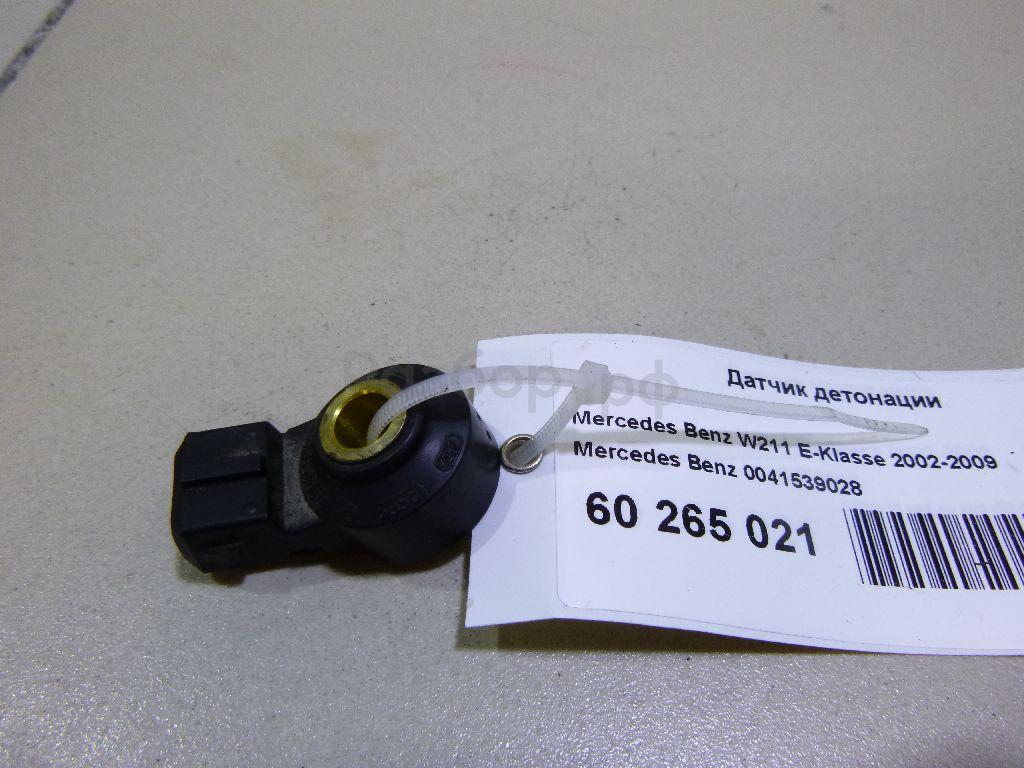 Датчик детонации
Mercedes Benz W211 E-Klasse 2002-2009
Mercedes Benz 0041539028
60 265 021